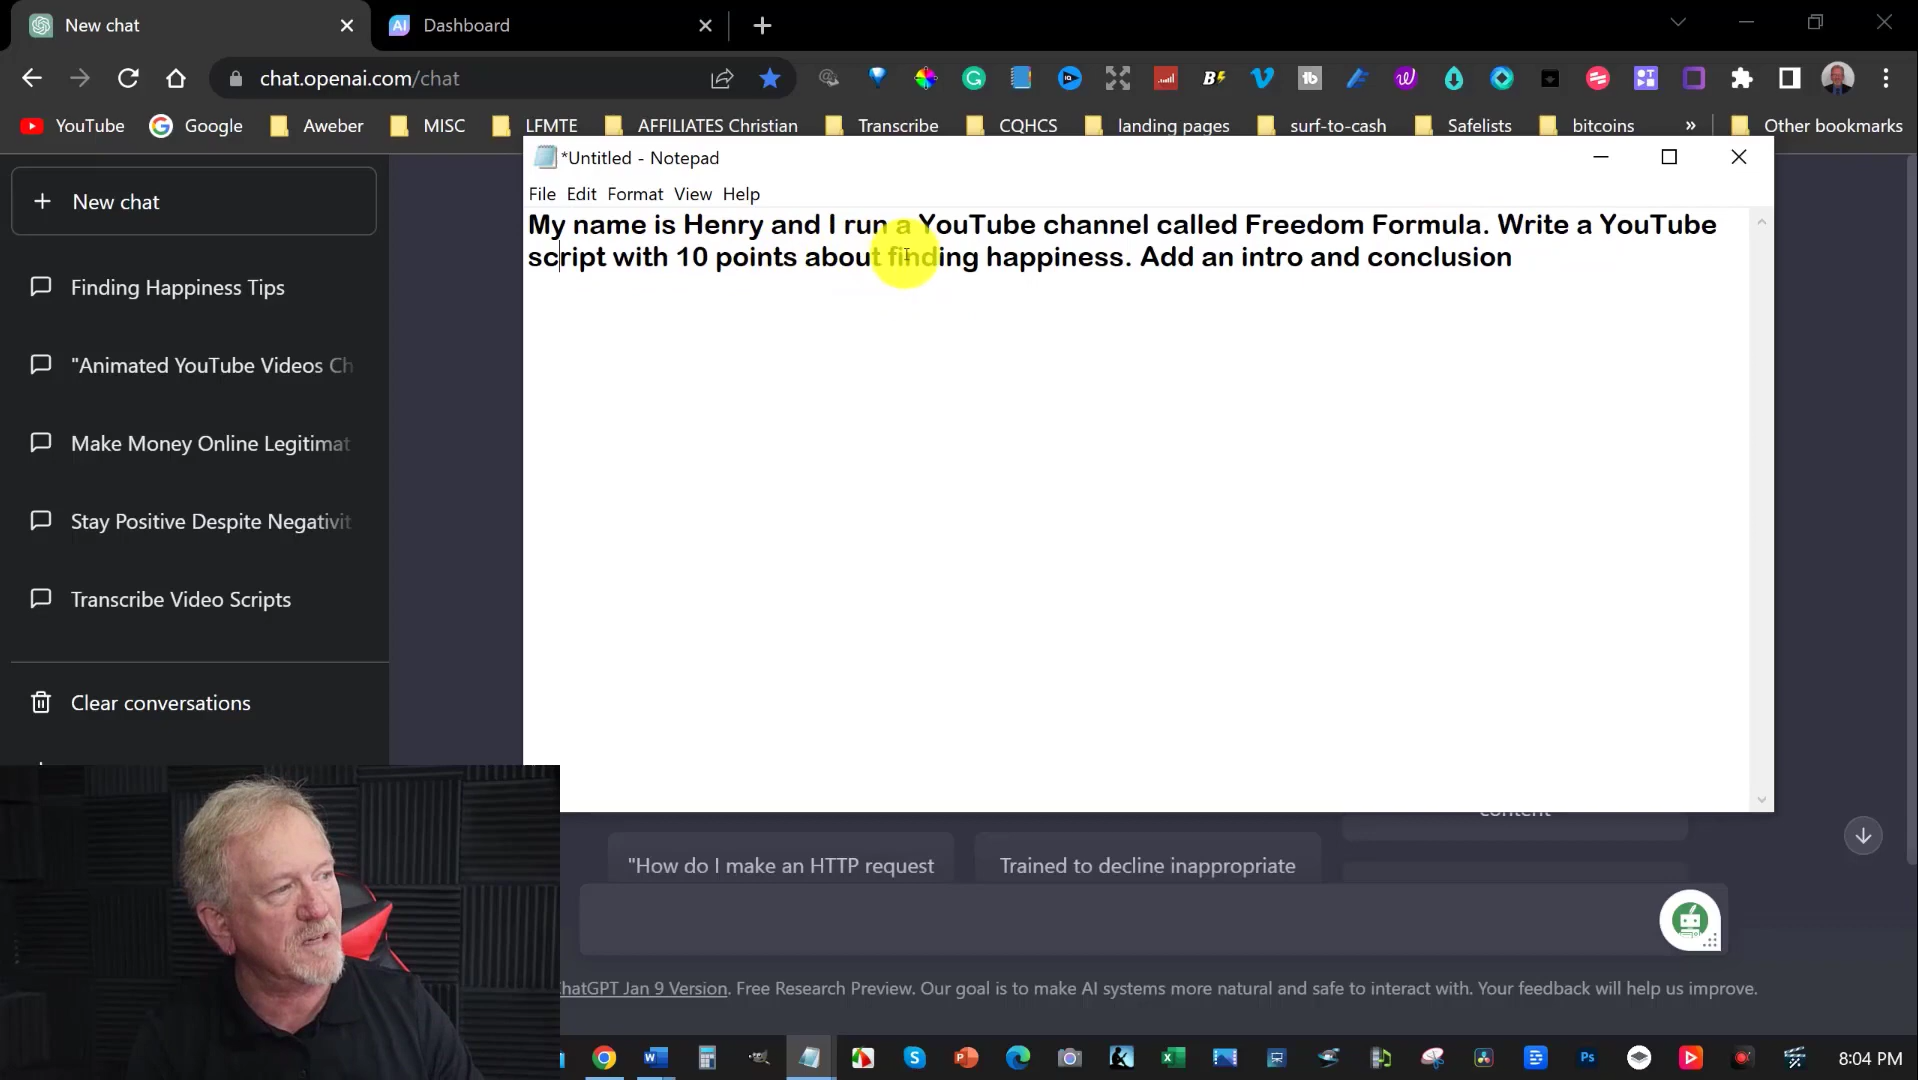 New chat
Dashboard
chat.openai.com/chat
YouTube
Google
Aweber
MISC
LFMTE
AFFILIATES Christian
Transcribe
CQHCS
landing pages
surf-to-cash
Safelists
bitcoins
»
Other bookmarks
*Untitled - Notepad
File Edit Format View Help
My name is Henry and I run a YouTube channel called Freedom Formula. Write a YouTube
script with 10 points about finding happiness. Add an intro and conclusion
New chat
Finding Happiness Tips
"Animated YouTube Videos Ch
Make Money Online Legitimat
Stay Positive Despite Negativit
Transcribe Video Scripts
Clear conversations
content
"How do I make an HTTP request
Trained to decline inappropriate
ChatGPT Jan 9 Version. Free Research Preview. Our goal is to make AI systems more natural and safe to interact with. Your feedback will help us improve.
8:04 PM